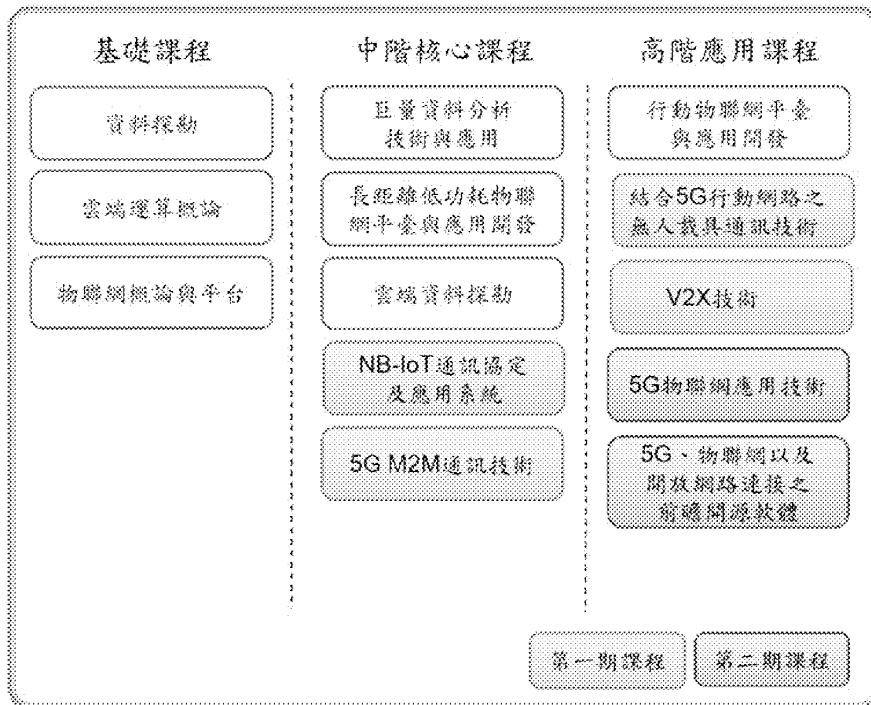 基礎課程
資料探勘
雲端運算概論
物聯網概論與平台
中階核心課程
巨量資料分析
技術與應用
長距離低功耗物聯
網平臺與應用開發
雲端資料探勘
NB-IoT通訊協定
及應用系統
5G M2M通訊技術
高階應用課程
行動物聯網平臺
與應用開發
結合5G行動網路之
無人載具通訊技術
V2X技術
5G物聯網應用技術
5G、物聯網以及
開放網路連接之
前瞻開源軟體
第一期課程
第二期課程